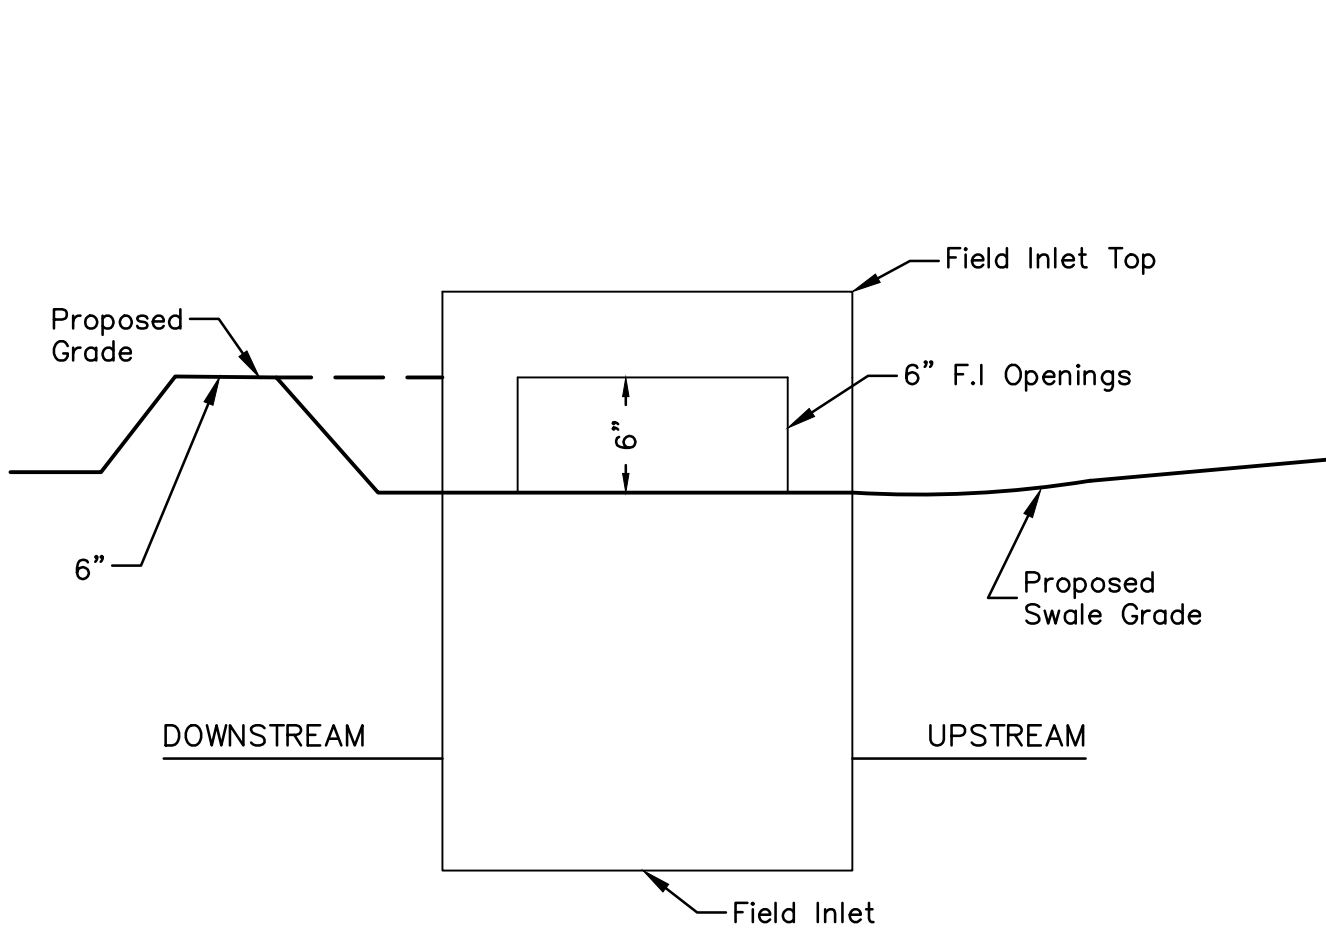 Field Inlet Top
Proposed
Grade
6” F.I Openings
6”
6”
Proposed
Swale Grade
DOWNSTREAM
UPSTREAM
Field Inlet